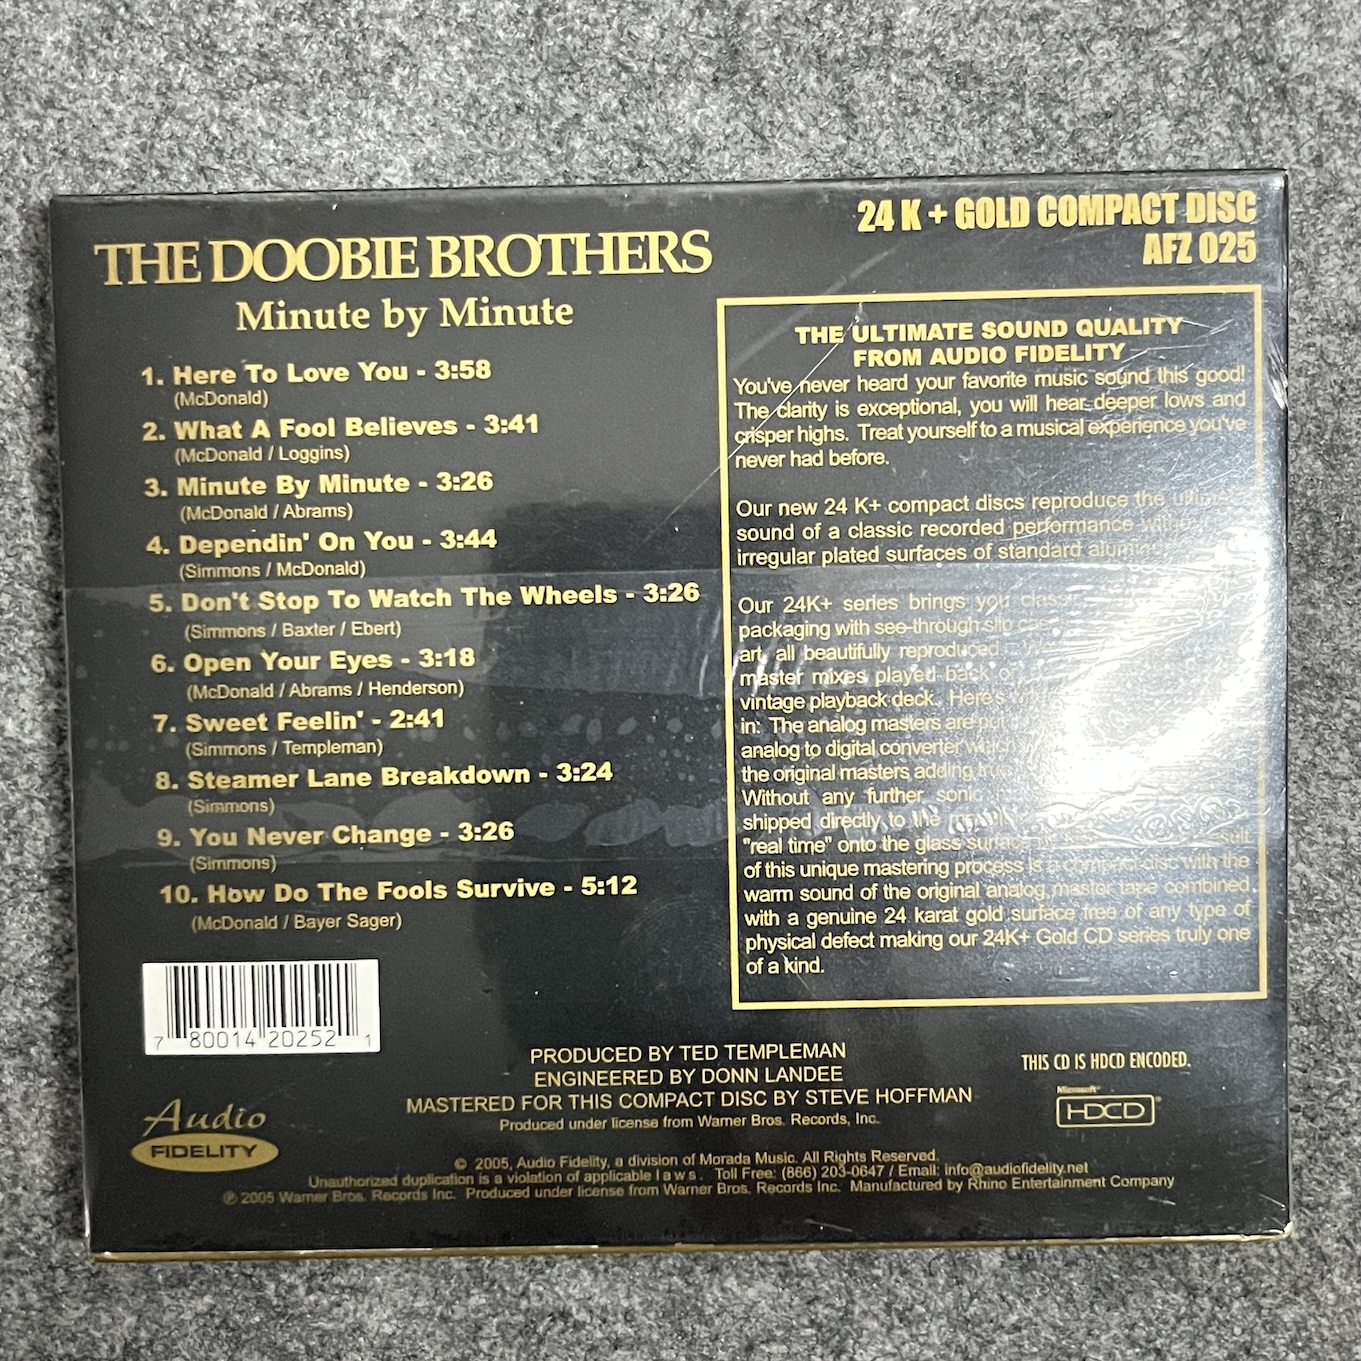 24 K + GOLD COMPACT DISC
AFZ 025
THE DOOBIE BROTHERS
Minute by Minute
1. Here To Love You - 3:58
(McDonald)
2. What A Fool Believes - 3:41
(McDonald / Loggins)
3. Minute By Minute - 3:26
(McDonald / Abrams)
4. Dependin' On You - 3:44
(Simmons / McDonald)
5. Don't Stop To Watch The Wheels - 3:26
(Simmons / Baxter / Ebert)
6. Open Your Eyes - 3:18
(McDonald / Abrams / Henderson)
7. Sweet Feelin' - 2:41
(Simmons / Templeman)
8. Steamer Lane Breakdown - 3:24
(Simmons)
9. You Never Change - 3:26
(Simmons)
10. How Do The Fools Survive - 5:12
(McDonald / Bayer Sager)
THE ULTIMATE SOUND QUALITY
FROM AUDIO FIDELITY
You've never heard your favorite music sound this good!
The clarity is exceptional, you will hear deeper lows and
crisper highs. Treat yourself to a musical experience you've
never had before.
Our new 24 K+ compact discs reproduce the
sound of a classic recorded performance
irregular plated surfaces of standard
Our 24K+ series brings you
packaging with see-through slip
art, all beautifully reproduced.
master mixes played back
vintage playback deck. Here's
in: The analog masters are put
analog to digital converter which
the original masters adding
Without any further sonic
shipped directly to the
"real time" onto the glass
of this unique mastering process is a compact disc with the
warm sound of the original analog master tape combined
with a genuine 24 karat gold surface free of any type of
physical defect making our 24K+ Gold CD series truly one
of a kind.
7 80014 20252 1
PRODUCED BY TED TEMPLEMAN
ENGINEERED BY DONN LANDEE
MASTERED FOR THIS COMPACT DISC BY STEVE HOFFMAN
Produced under license from Warner Bros. Records, Inc.
THIS CD IS HDCD ENCODED.
Microsoft®
HDCD®
Audio
FIDELITY
© 2005, Audio Fidelity, a division of Morada Music. All Rights Reserved.
Unauthorized duplication is a violation of applicable laws. Toll Free: (866) 203-0647 / Email: info@audiofidelity.net
℗ 2005 Warner Bros. Records Inc. Produced under license from Warner Bros. Records Inc. Manufactured by Rhino Entertainment Company